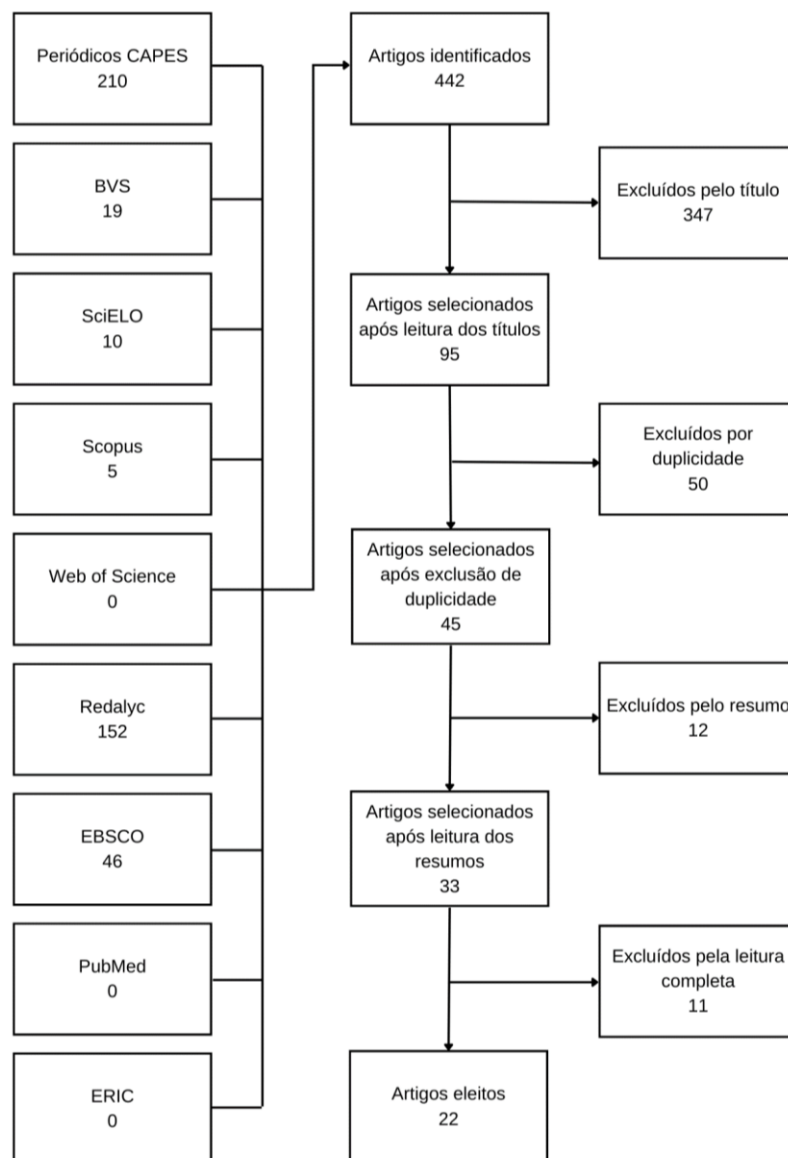 Periódicos CAPES
210
BVS
19
SciELO
10
Scopus
5
Web of Science
0
Redalyc
152
EBSCO
46
PubMed
0
ERIC
0
Artigos identificados
442
Excluídos pelo título
347
Artigos selecionados
após leitura dos títulos
95
Excluídos por
duplicidade
50
Artigos selecionados
após exclusão de
duplicidade
45
Excluídos pelo resumo
12
Artigos selecionados
após leitura dos
resumos
33
Excluídos pela leitura
completa
11
Artigos eleitos
22